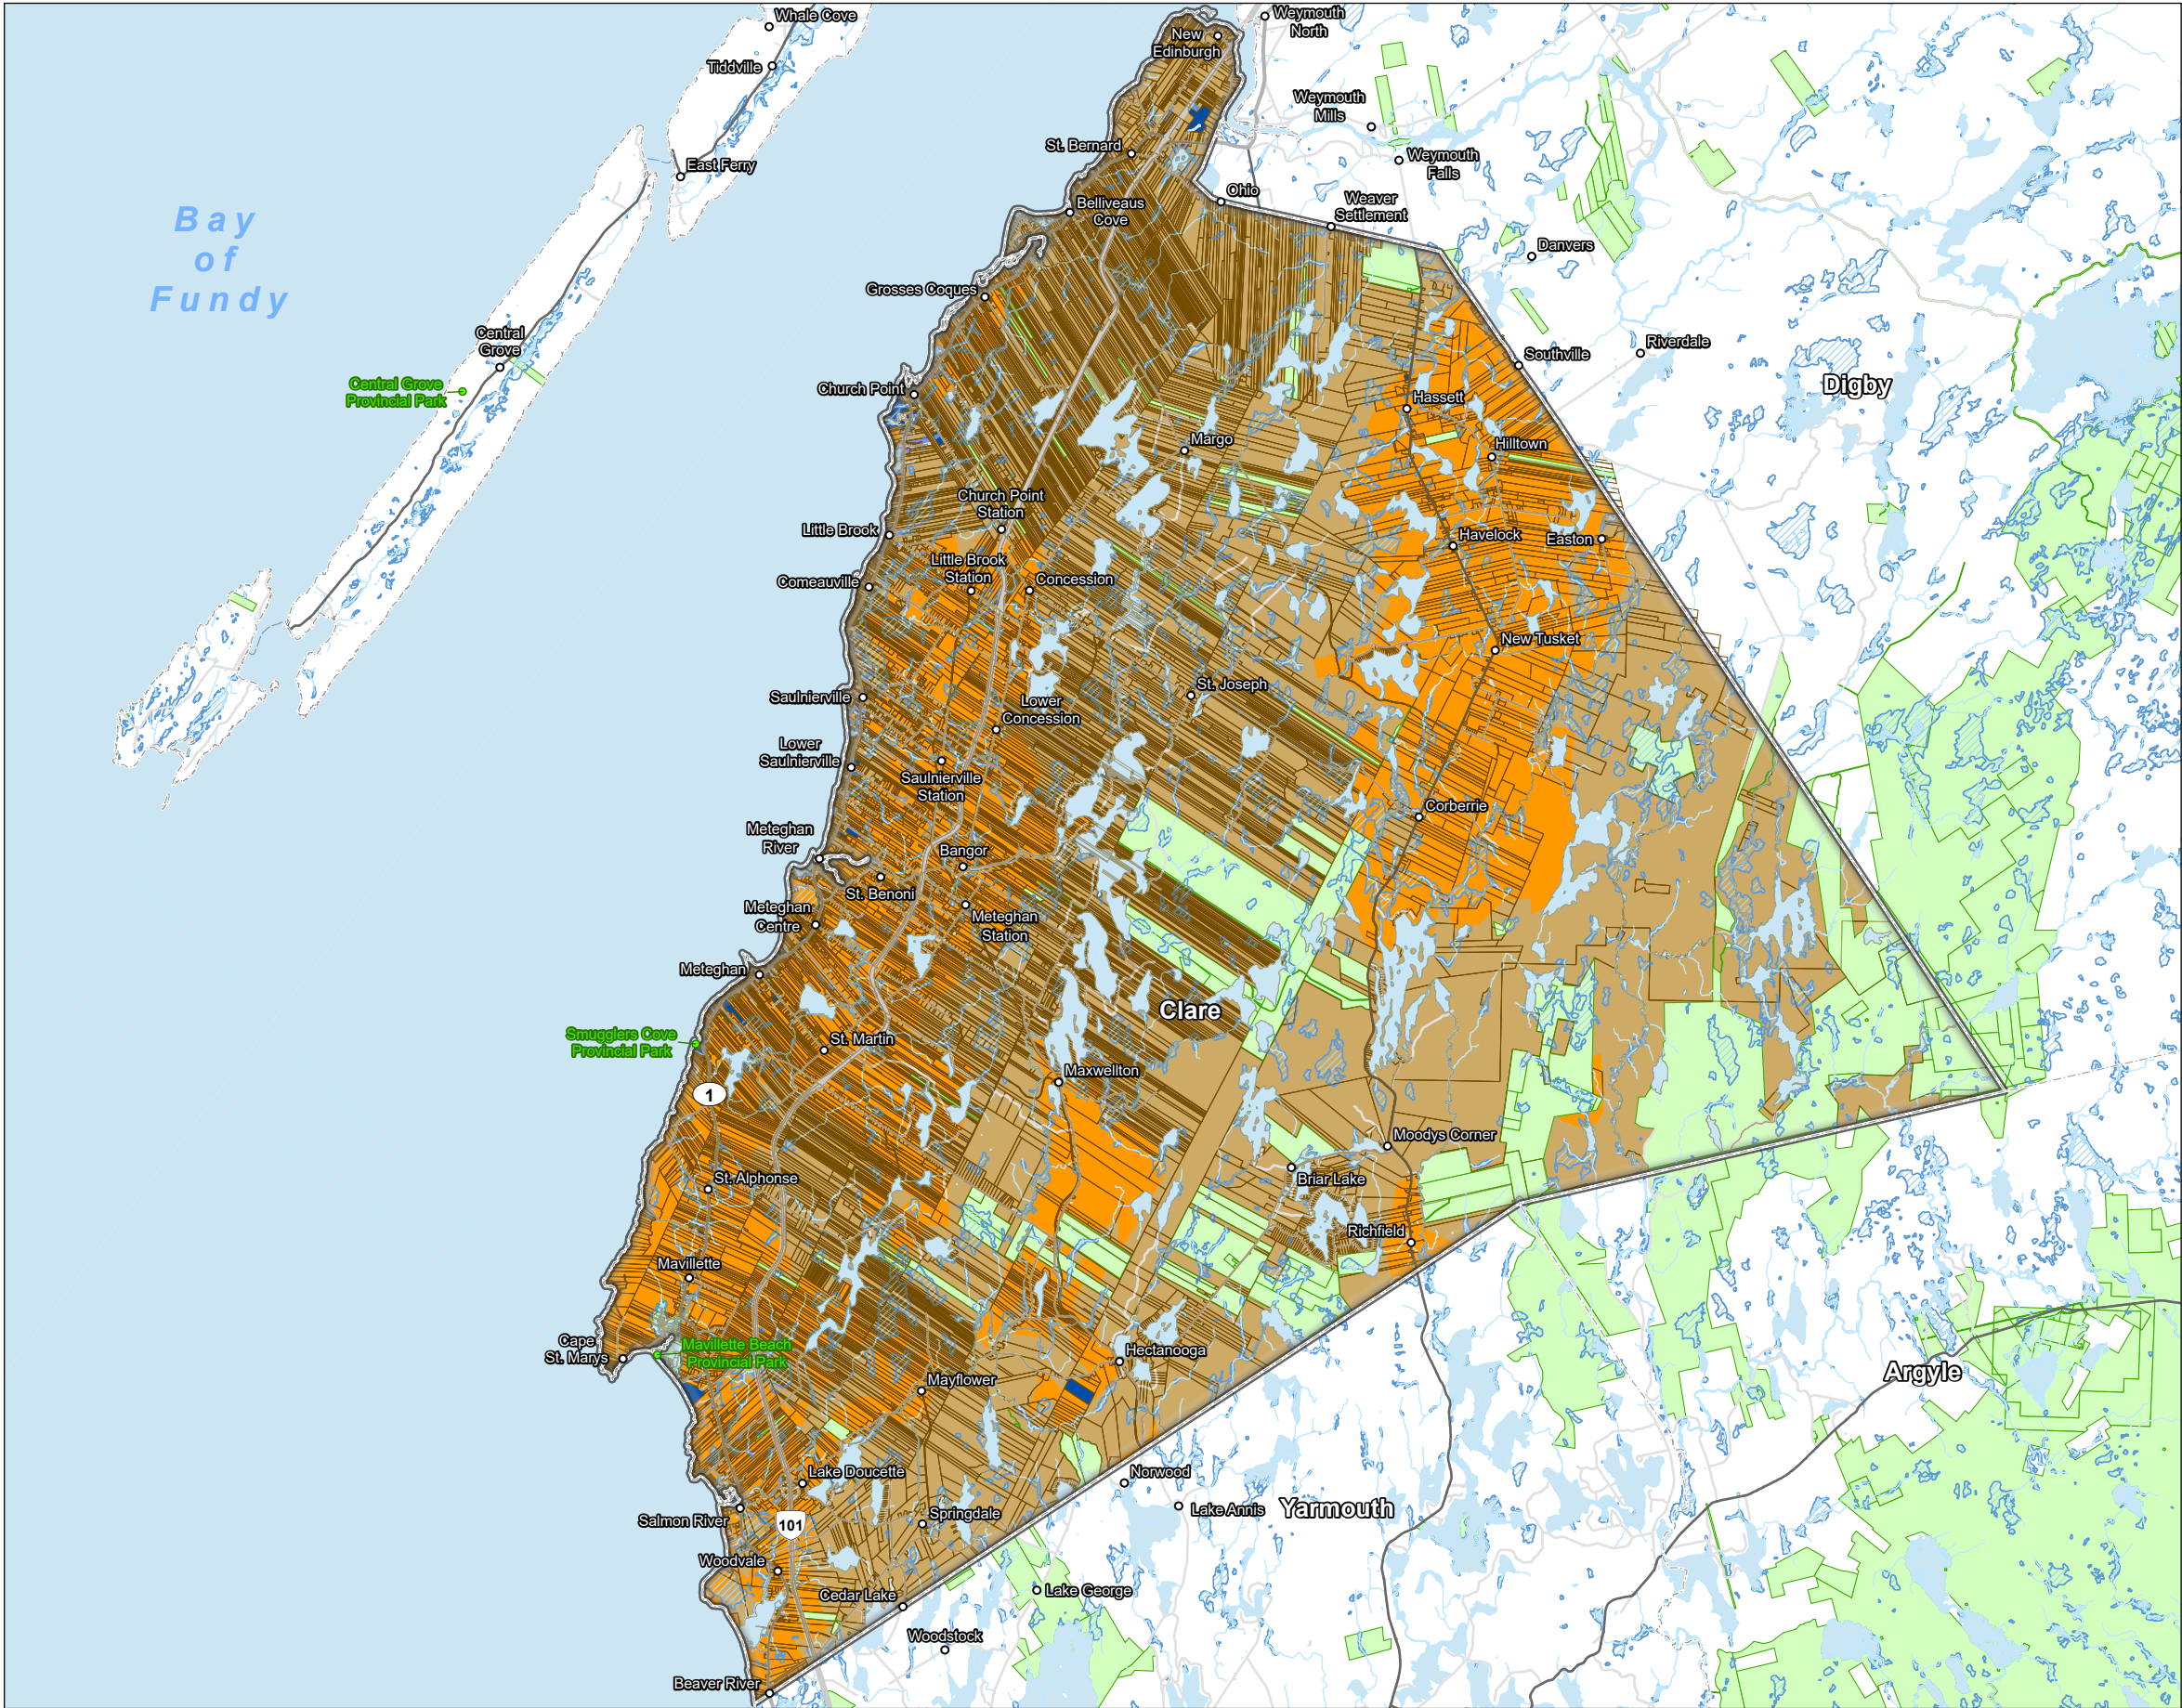 Whale Cove
Tiddville
East Ferry
Bay
of
Fundy
Central
Grove
Central Grove
Provincial Park
New
Edinburgh
Weymouth
North
Weymouth
Mills
Weymouth
Falls
St. Bernard
Ohio
Weaver
Settlement
Belliveaus
Cove
Danvers
Grosses Coques
Southville
Riverdale
Digby
Church Point
Hassett
Margo
Hilltown
Church Point
Station
Little Brook
Havelock
Easton
Little Brook
Station
Concession
Comeauville
New Tusket
Saulnierville
St. Joseph
Lower
Concession
Lower
Saulnierville
Saulnierville
Station
Corberrie
Meteghan
River
Bangor
St. Benoni
Meteghan
Centre
Meteghan
Station
Meteghan
Clare
Smugglers Cove
Provincial Park
St. Martin
Maxwellton
1
Moodys Corner
Briar Lake
St. Alphonse
Richfield
Mavillette
Cape
St. Marys
Mavillette Beach
Provincial Park
Hectanooga
Mayflower
Argyle
Lake Doucette
Norwood
Lake Annis
Yarmouth
Salmon River
101
Springdale
Woodvale
Cedar Lake
Lake George
Woodstock
Beaver River